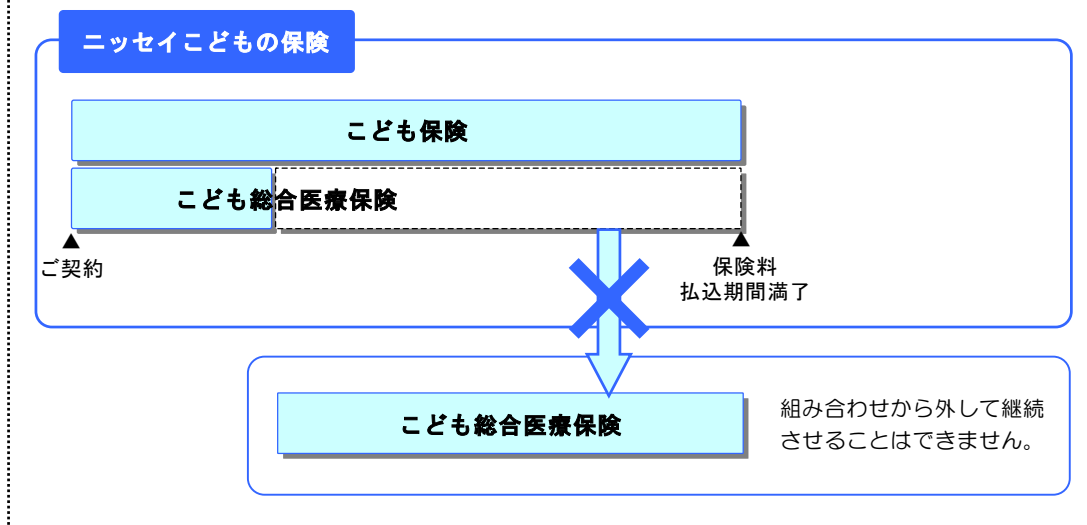 ニッセイこどもの保険
こども保険
こども総合医療保険
▲
ご契約
▲
保険料
払込期間満了
こども総合医療保険
組み合わせから外して継続
させることはできません。